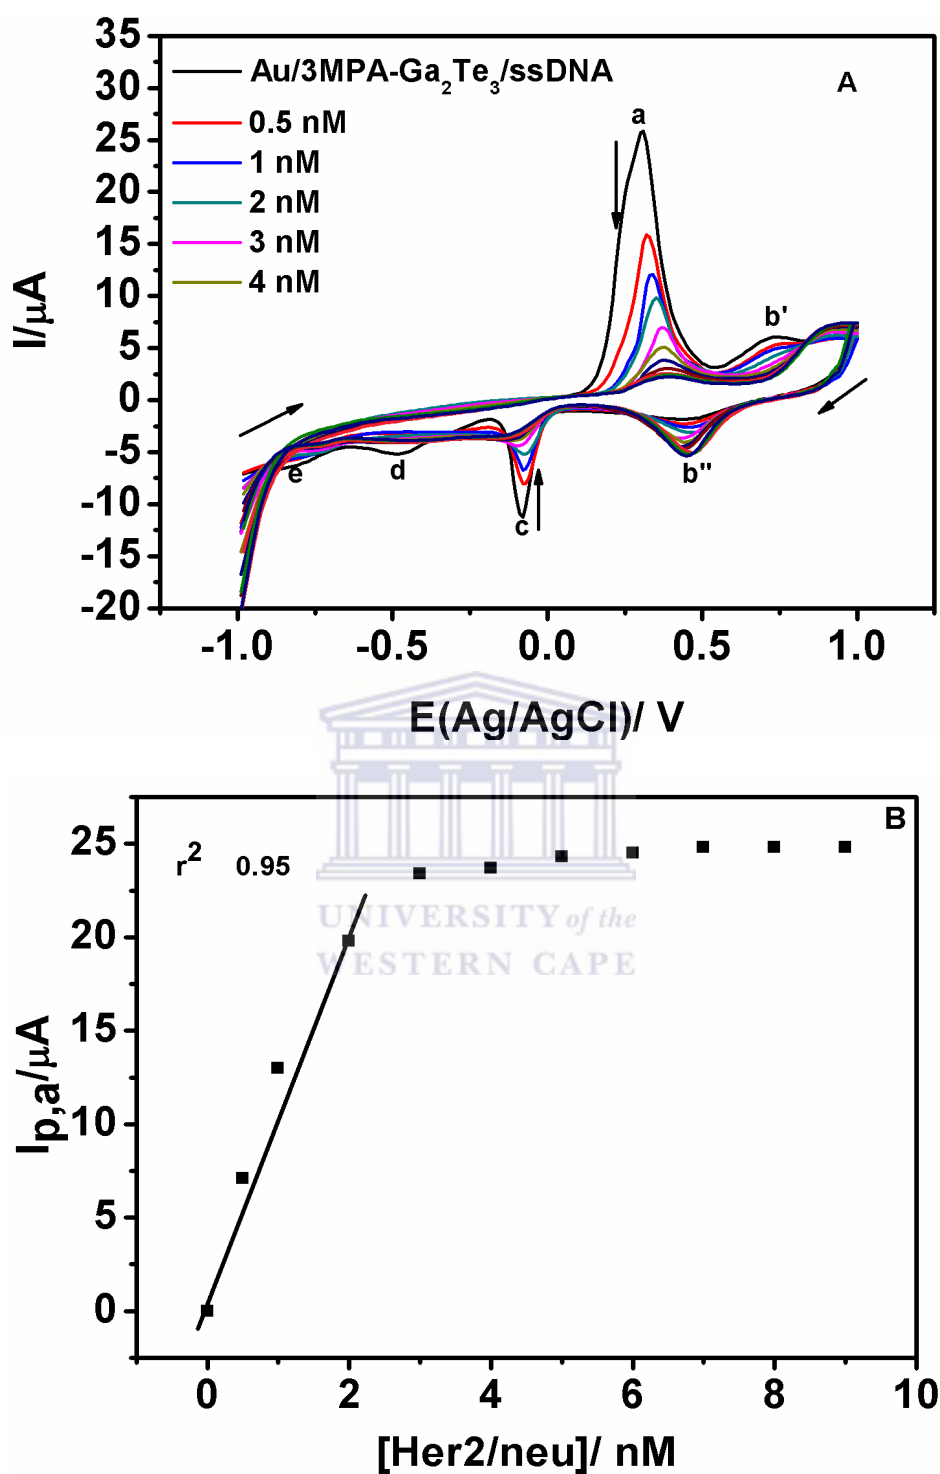 35
30
25
20
15
10
5
0
-5
-10
-15
-20
I/µA
Au/3MPA-Ga₂Te₃/ssDNA
0.5 nM
1 nM
2 nM
3 nM
4 nM
A
a
b'
e
d
c
b''
-1.0 -0.5 0.0 0.5 1.0
E(Ag/AgCl)/ V
B
r² 0.95
25
20
15
10
5
0
Ip,a/µA
UNIVERSITY of the
WESTERN CAPE
0 2 4 6 8 10
[Her2/neu]/ nM